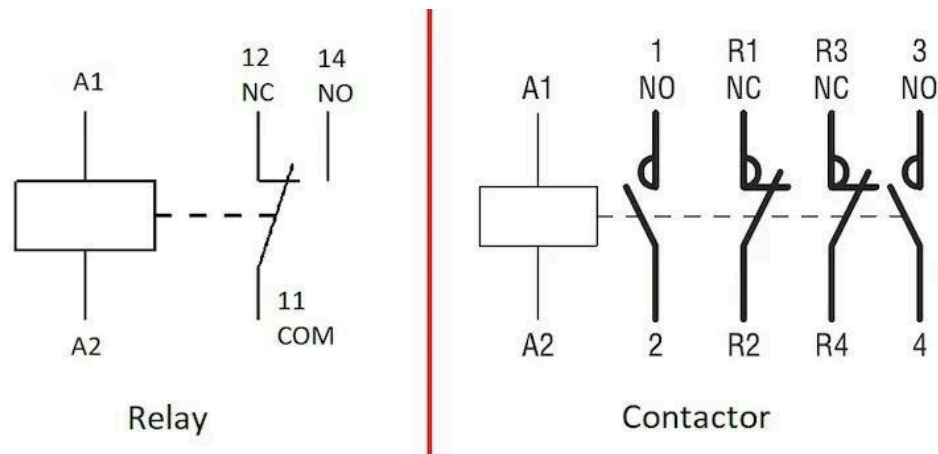 A1
12 14
NC NO
11
COM
A2
Relay
A1
1 R1 R3 3
NO NC NC NO
A2 2 R2 R4 4
Contactor